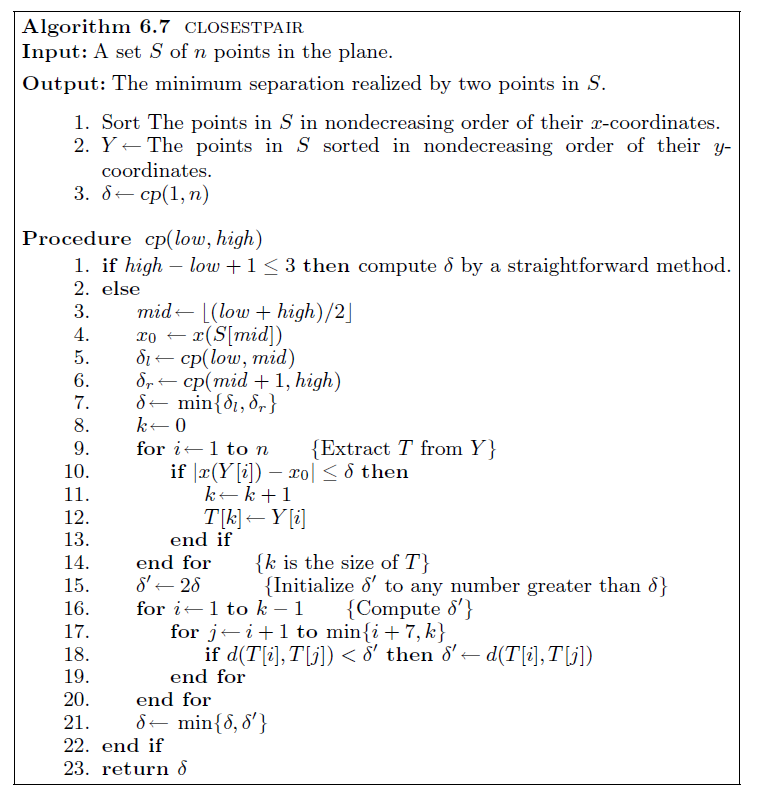 Algorithm 6.7 CLOSESTPAIR
Input: A set S of n points in the plane.
Output: The minimum separation realized by two points in S.
1. Sort The points in S in nondecreasing order of their x-coordinates.
2. Y ← The points in S sorted in nondecreasing order of their y-
coordinates.
3. δ ← cp(1, n)
Procedure cp(low, high)
1. if high − low + 1 ≤ 3 then compute δ by a straightforward method.
2. else
3. mid ← ⌊(low + high)/2⌋
4. x₀ ← x(S[mid])
5. δₗ ← cp(low, mid)
6. δᵣ ← cp(mid + 1, high)
7. δ ← min{δₗ, δᵣ}
8. k ← 0
9. for i ← 1 to n {Extract T from Y}
10. if |x(Y[i]) − x₀| ≤ δ then
11. k ← k + 1
12. T[k] ← Y[i]
13. end if
14. end for {k is the size of T}
15. δ′ ← 2δ {Initialize δ′ to any number greater than δ}
16. for i ← 1 to k − 1 {Compute δ′}
17. for j ← i + 1 to min{i + 7, k}
18. if d(T[i], T[j]) < δ′ then δ′ ← d(T[i], T[j])
19. end for
20. end for
21. δ ← min{δ, δ′}
22. end if
23. return δ